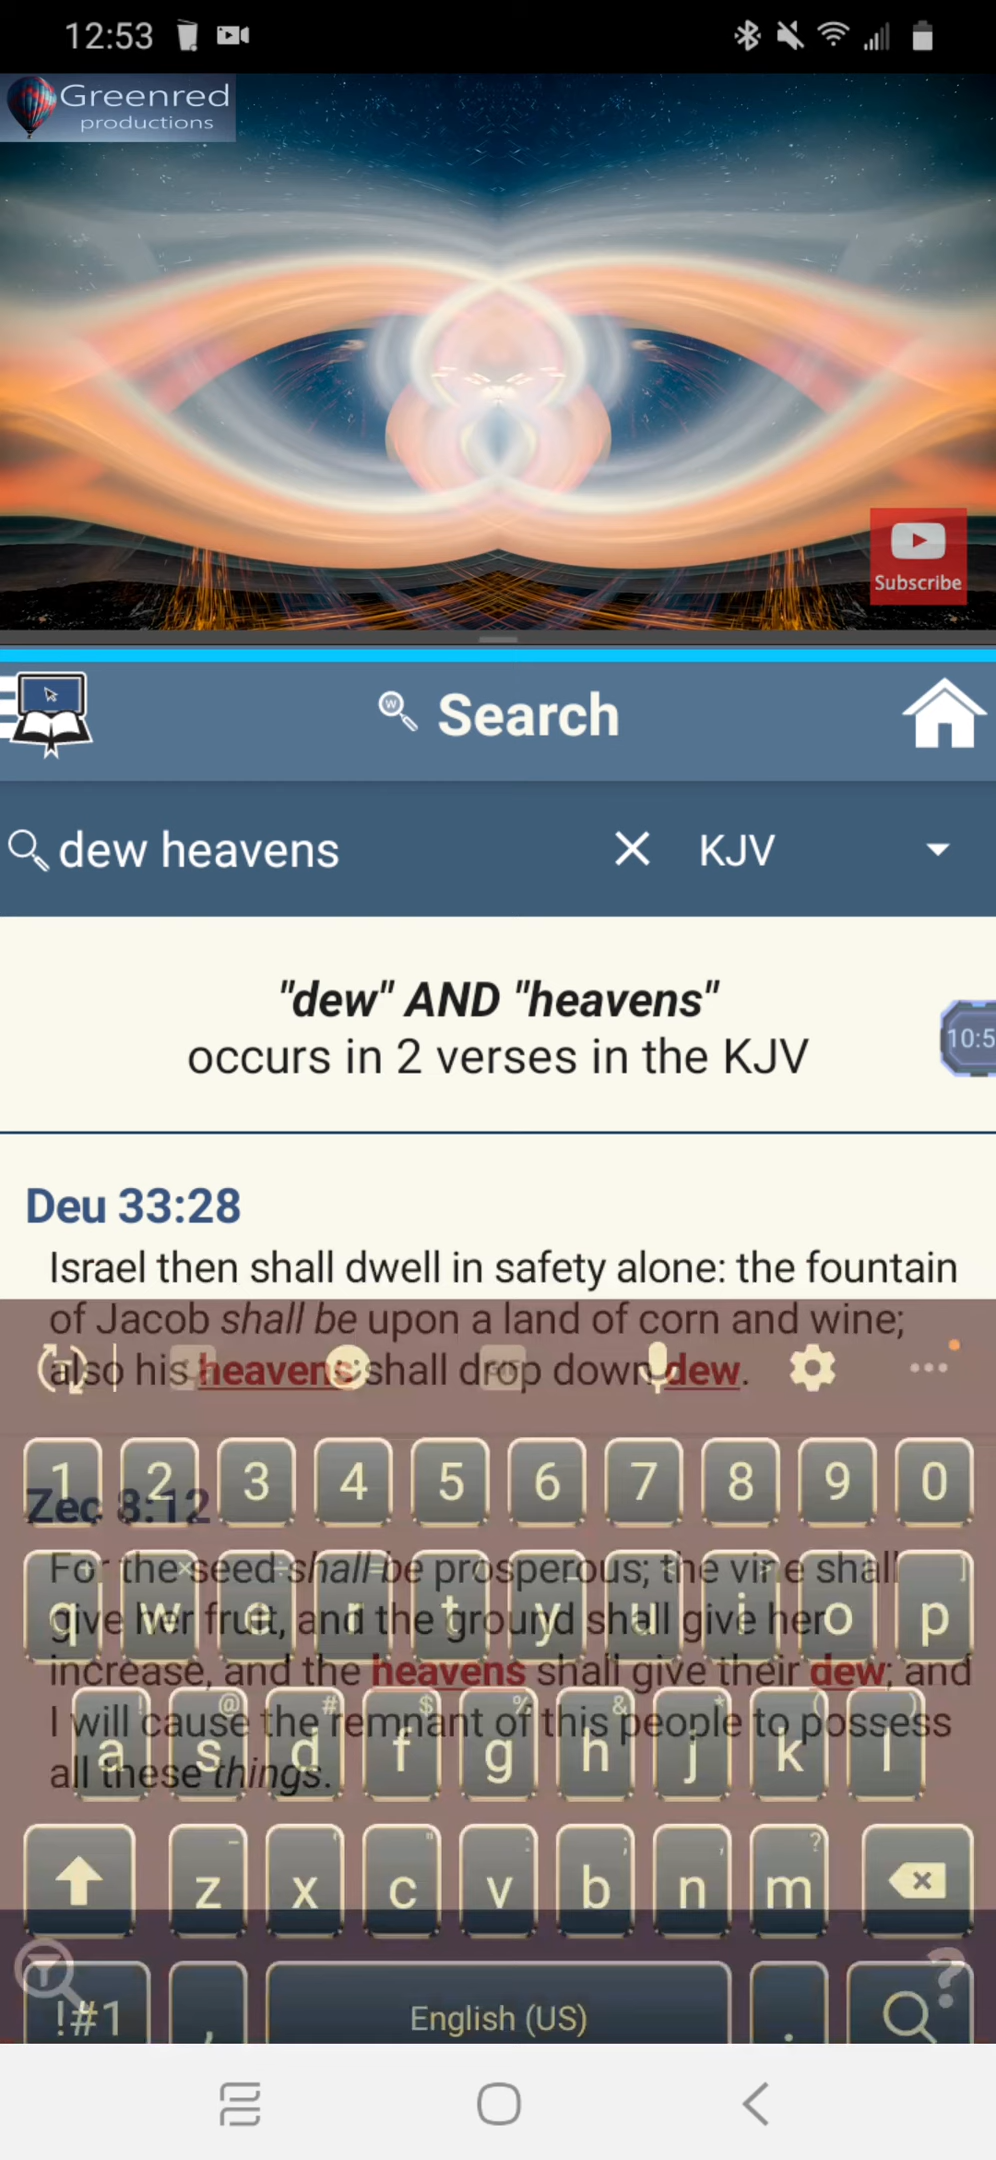 12:53
Greenred
productions
Subscribe
Search
dew heavens
KJV
"dew" AND "heavens"
occurs in 2 verses in the KJV
10:5
Deu 33:28
Israel then shall dwell in safety alone: the fountain
of Jacob shall be upon a land of corn and wine;
also his heavens shall drop down dew.
1 2 3 4 5 6 7 8 9 0
Zec 8:12
For the seed shall be prosperous; the vine shall
q w e r t y u i o p
give her fruit, and the ground shall give her
increase, and the heavens shall give their dew; and
! @ # $ % & * ( )
I will cause the remnant of this people to possess
a s d f g h j k l
all these things.
z x c v b n m
!#1 , English (US) .